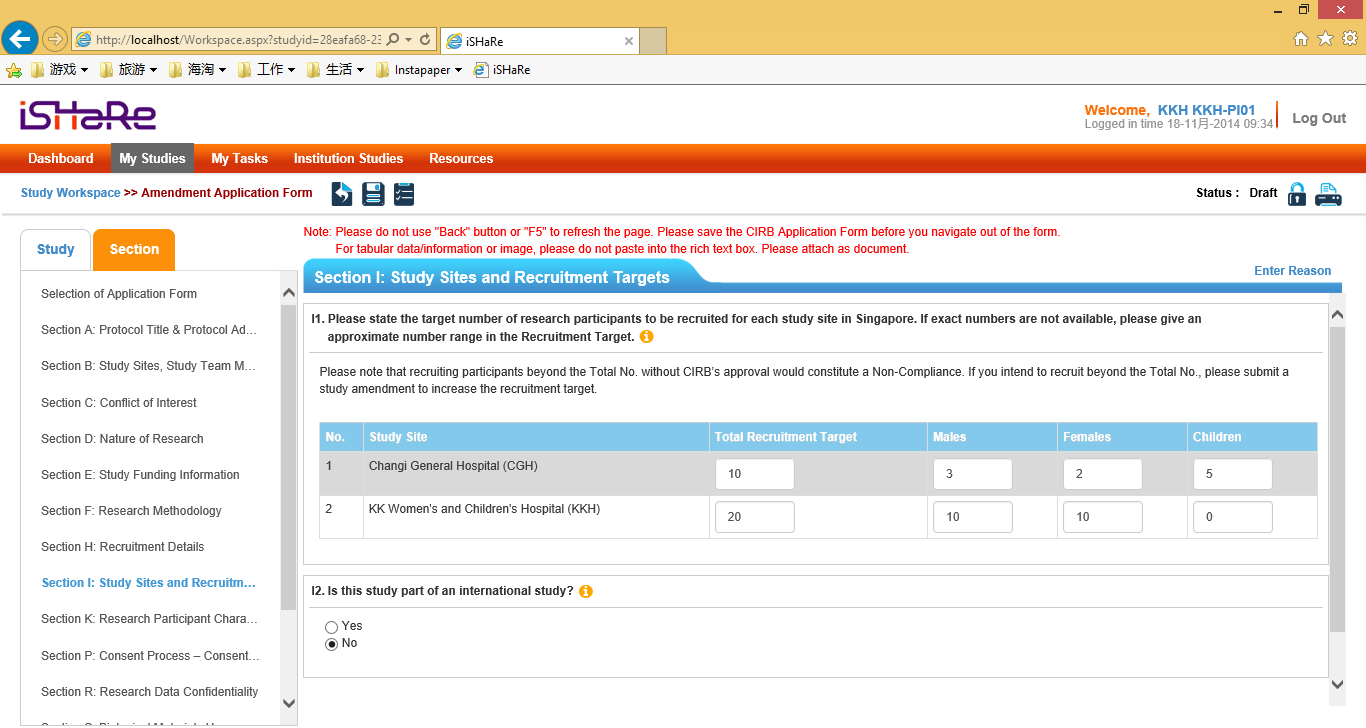 http://localhost/Workspace.aspx?studyid=28eafa68-23
iSHaRe
游戏
旅游
海淘
工作
生活
Instapaper
iSHaRe
iSHaRe
Welcome, KKH KKH-PI01
Logged in time 18-11月-2014 09:34
Log Out
Dashboard
My Studies
My Tasks
Institution Studies
Resources
Study Workspace >> Amendment Application Form
Status : Draft
Note: Please do not use "Back" button or "F5" to refresh the page. Please save the CIRB Application Form before you navigate out of the form.
For tabular data/information or image, please do not paste into the rich text box. Please attach as document.
Study
Section
Selection of Application Form
Section A: Protocol Title & Protocol Ad...
Section B: Study Sites, Study Team M...
Section C: Conflict of Interest
Section D: Nature of Research
Section E: Study Funding Information
Section F: Research Methodology
Section H: Recruitment Details
Section I: Study Sites and Recruitm...
Section K: Research Participant Chara...
Section P: Consent Process – Consent...
Section R: Research Data Confidentiality
Section I: Study Sites and Recruitment Targets
Enter Reason
I1. Please state the target number of research participants to be recruited for each study site in Singapore. If exact numbers are not available, please give an
approximate number range in the Recruitment Target.
Please note that recruiting participants beyond the Total No. without CIRB's approval would constitute a Non-Compliance. If you intend to recruit beyond the Total No., please submit a
study amendment to increase the recruitment target.
No. Study Site Total Recruitment Target Males Females Children
1 Changi General Hospital (CGH) 10 3 2 5
2 KK Women's and Children's Hospital (KKH) 20 10 10 0
I2. Is this study part of an international study?
Yes
No